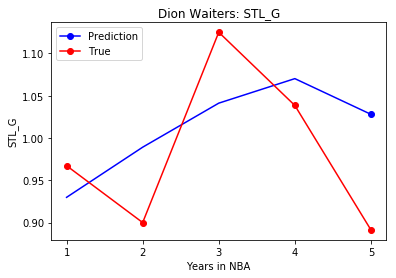 Dion Waiters: STL_G
Prediction
True
STL_G
1.10
1.05
1.00
0.95
0.90
1 2 3 4 5
Years in NBA